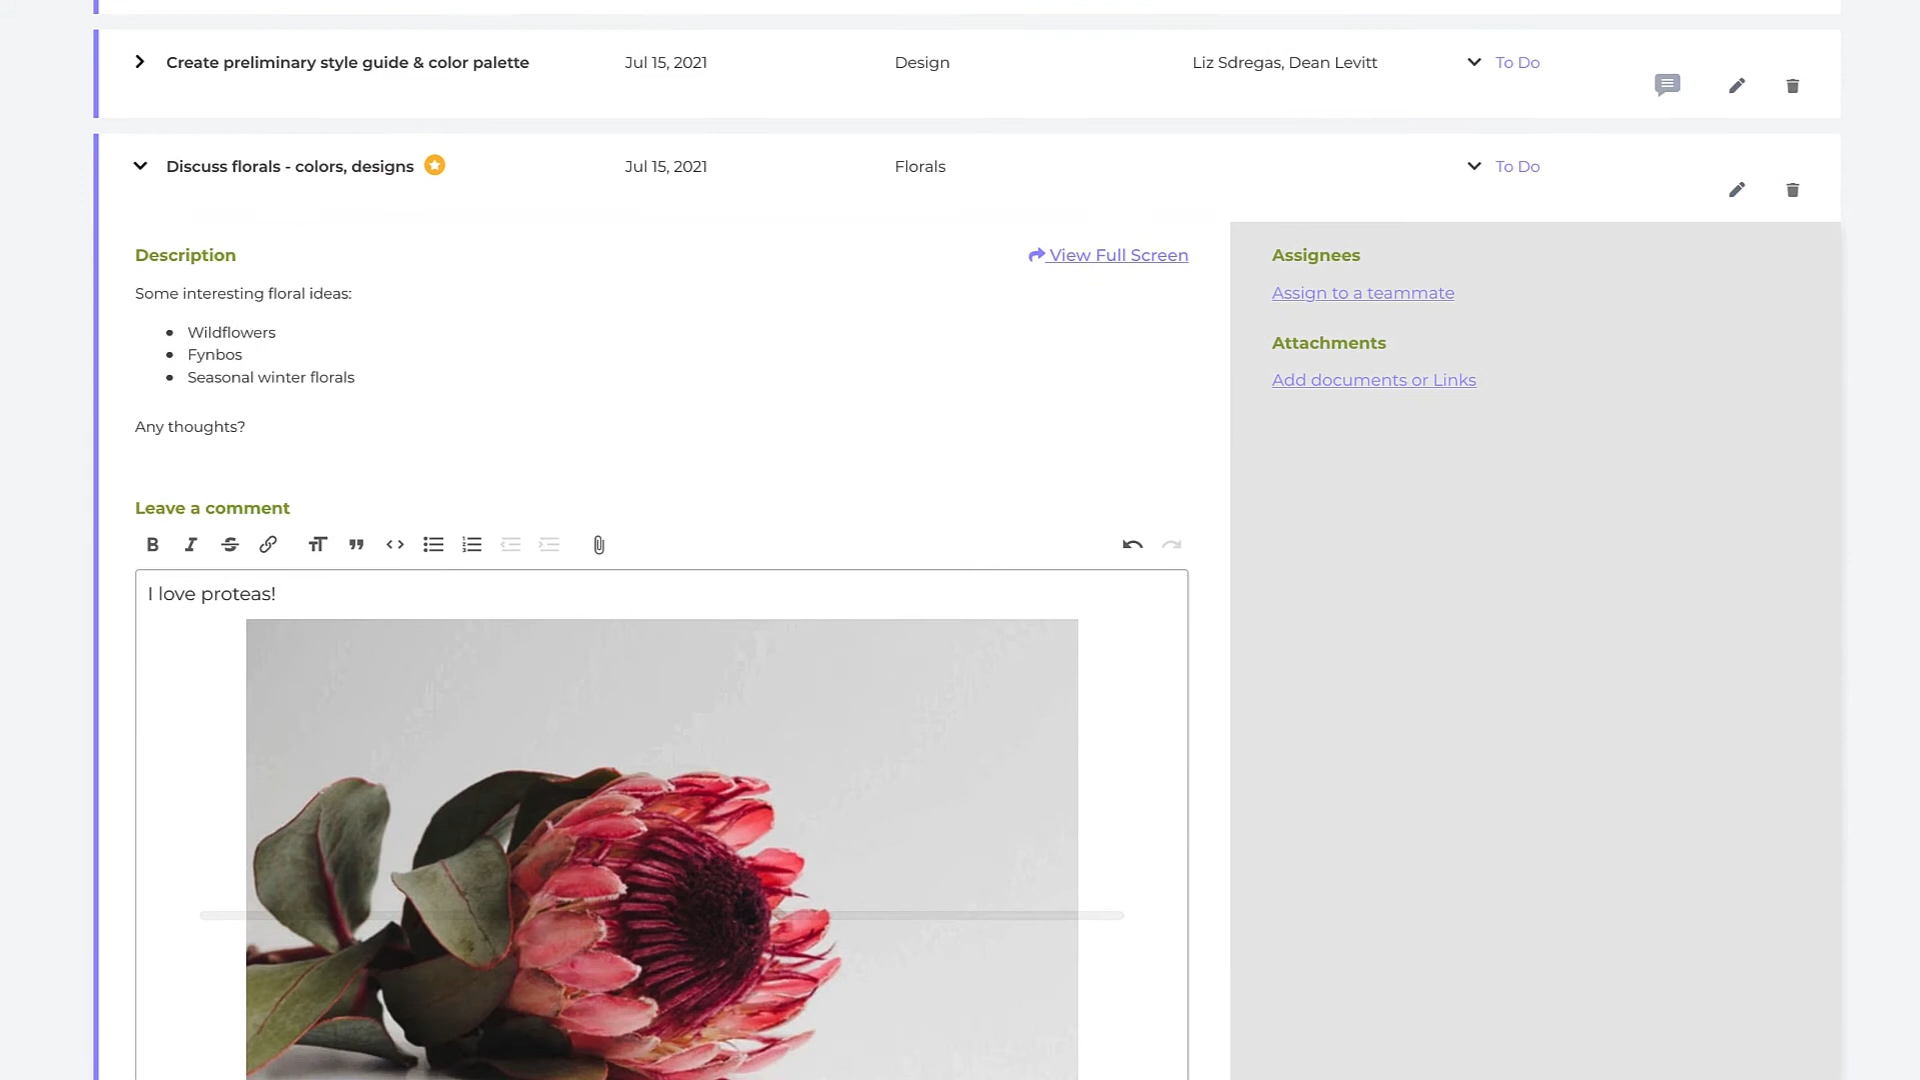 Create preliminary style guide & color palette Jul 15, 2021 Design Liz Sdregas, Dean Levitt To Do
Discuss florals - colors, designs Jul 15, 2021 Florals To Do
Description View Full Screen Assignees
Some interesting floral ideas: Assign to a teammate
Wildflowers
Attachments
Fynbos
Seasonal winter florals Add documents or Links
Any thoughts?
Leave a comment
I love proteas!